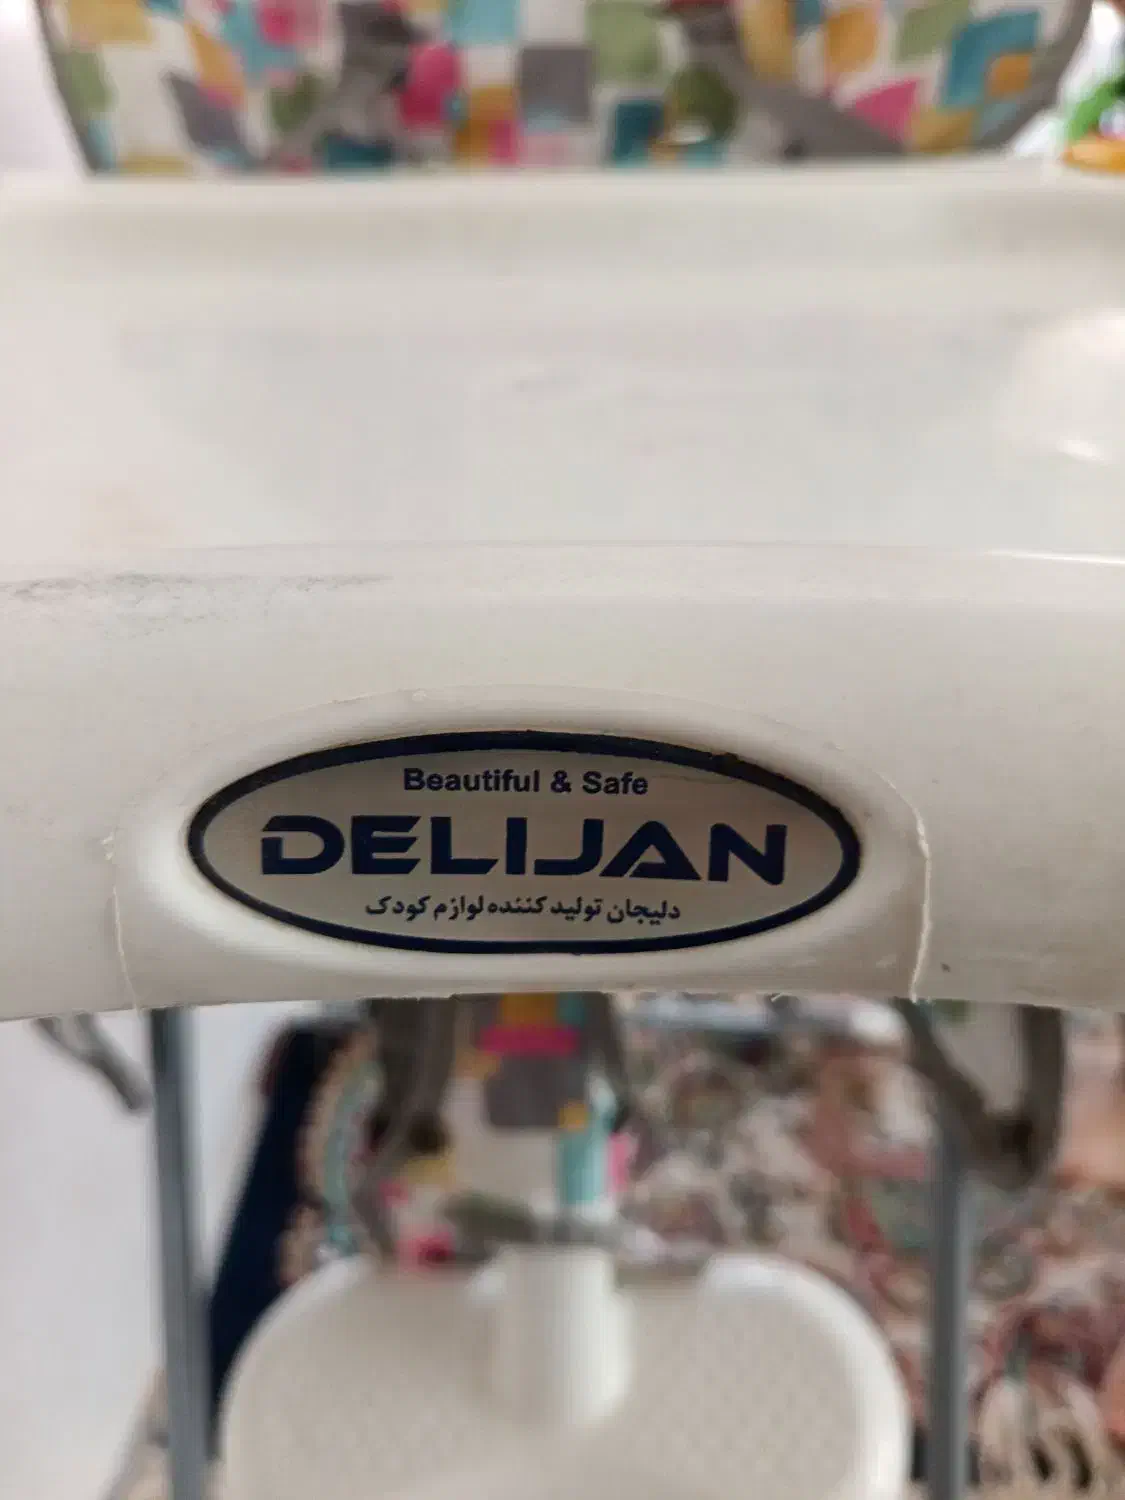 Beautiful & Safe
DELIJAN
دلیجان تولید کننده لوازم کودک